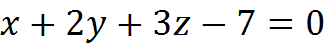 x + 2y + 3z − 7 = 0